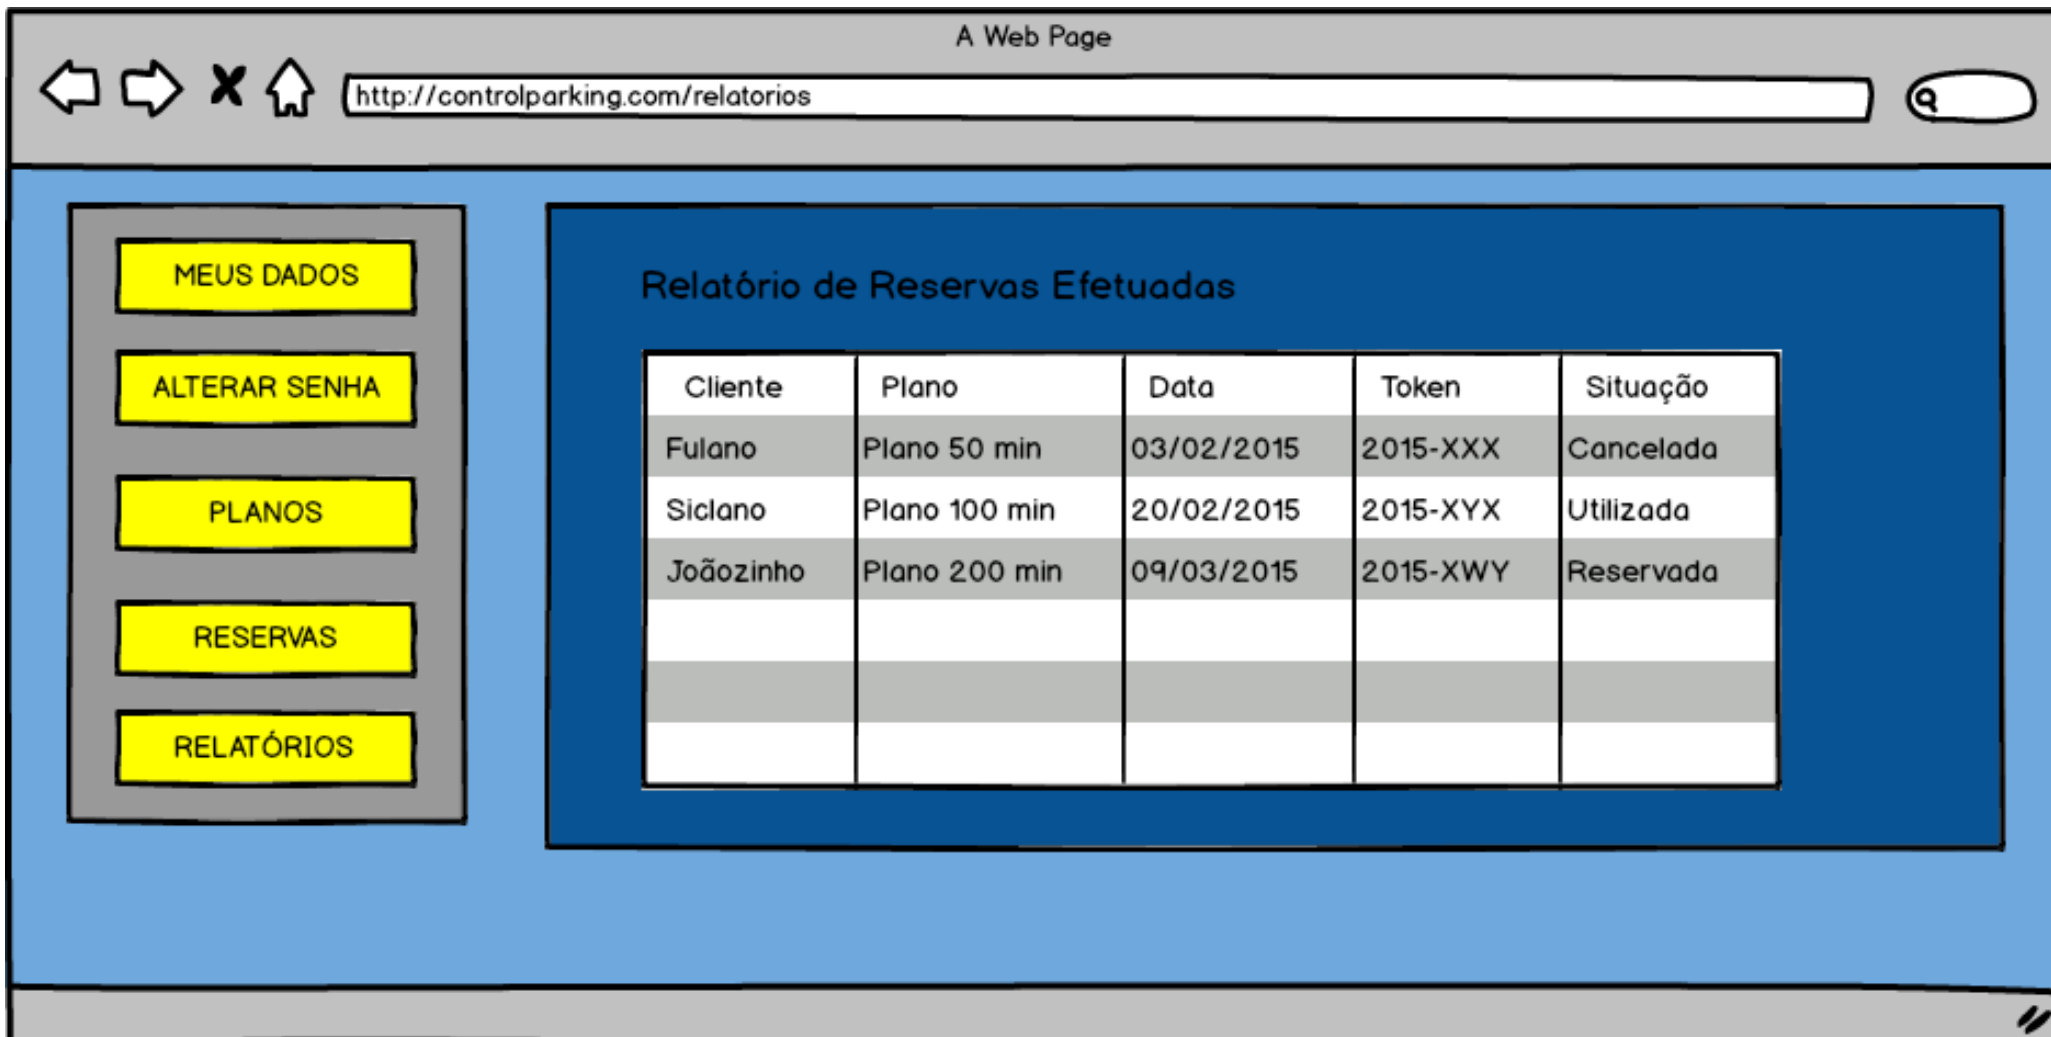 A Web Page
http://controlparking.com/relatorios
MEUS DADOS
ALTERAR SENHA
PLANOS
RESERVAS
RELATÓRIOS
Relatório de Reservas Efetuadas
Cliente Plano Data Token Situação
Fulano Plano 50 min 03/02/2015 2015-XXX Cancelada
Siclano Plano 100 min 20/02/2015 2015-XYX Utilizada
Joãozinho Plano 200 min 09/03/2015 2015-XWY Reservada